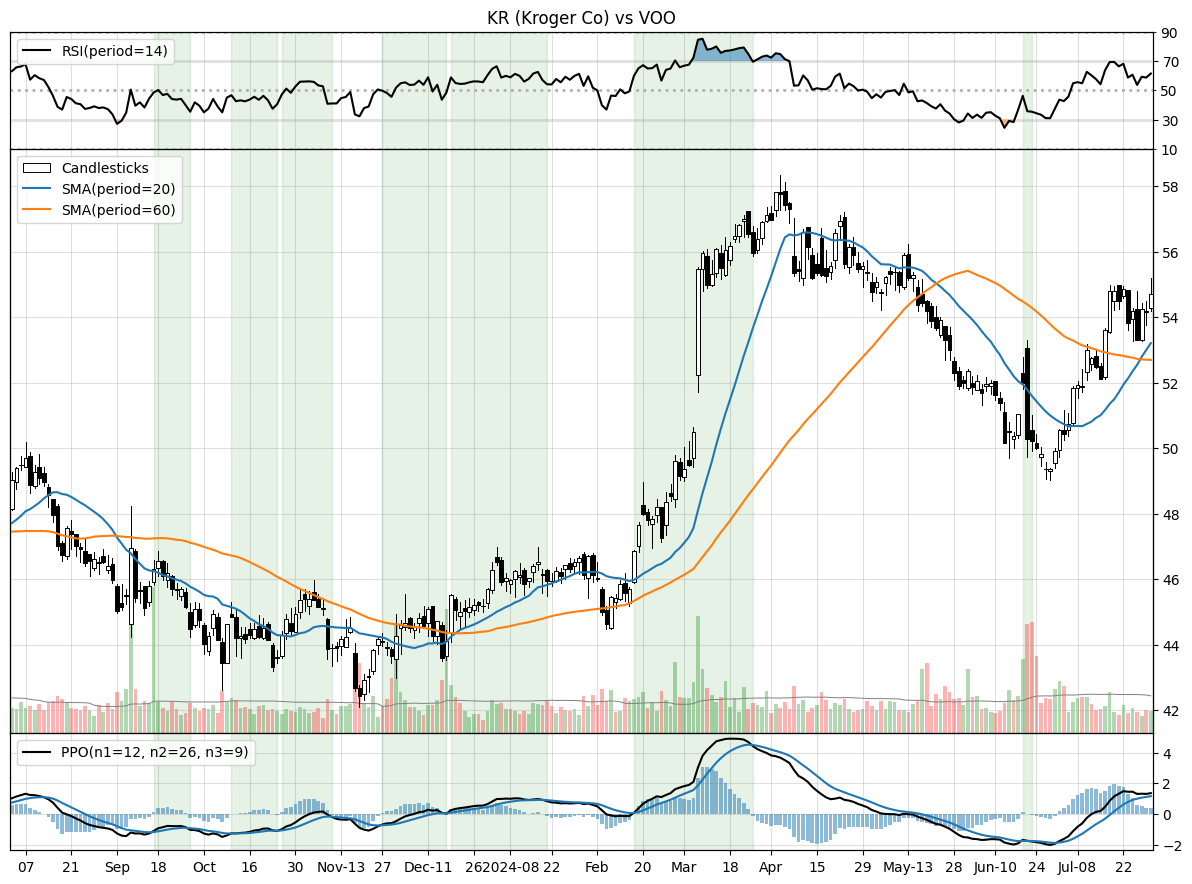 KR (Kroger Co) vs VOO
RSI(period=14)
90
70
50
30
10
Candlesticks
SMA(period=20)
SMA(period=60)
58
56
54
52
50
48
46
44
42
PPO(n1=12, n2=26, n3=9)
4
2
0
−2
07 21 Sep 18 Oct 16 30 Nov-13 27 Dec-11 26 2024-08 22 Feb 20 Mar 18 Apr 15 29 May-13 28 Jun-10 24 Jul-08 22